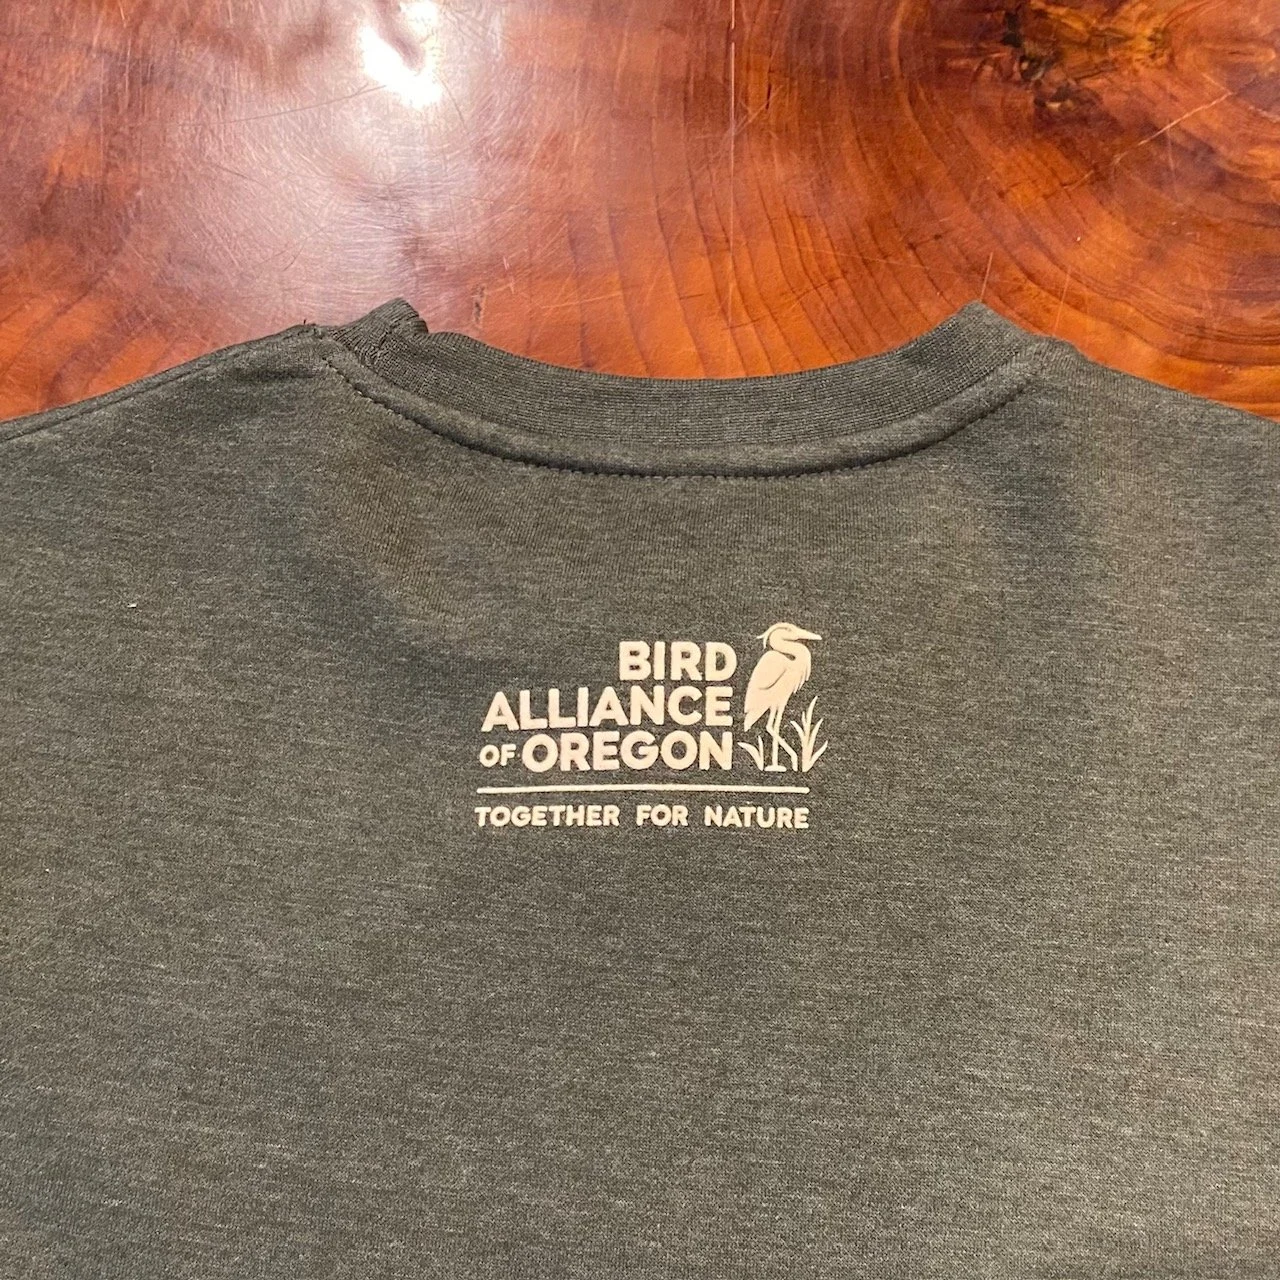 BIRD
ALLIANCE
OF OREGON
TOGETHER FOR NATURE